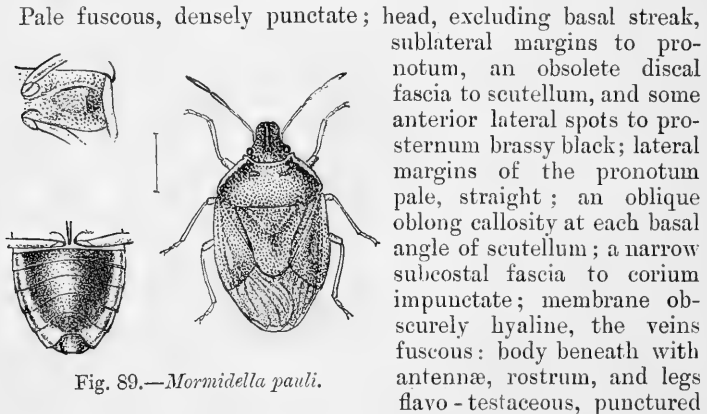 Pale fuscous, densely punctate; head, excluding basal streak,
sublateral margins to pro-
notum, an obsolete discal
fascia to scutellum, and some
anterior lateral spots to pro-
sternum brassy black; lateral
margins of the pronotum
pale, straight; an oblique
oblong callosity at each basal
angle of scutellum; a narrow
subcostal fascia to corium
impunctate; membrane ob-
scurely hyaline, the veins
fuscous: body beneath with
antennæ, rostrum, and legs
flavo-testaceous, punctured
Fig. 89.—Mormidella pauli.